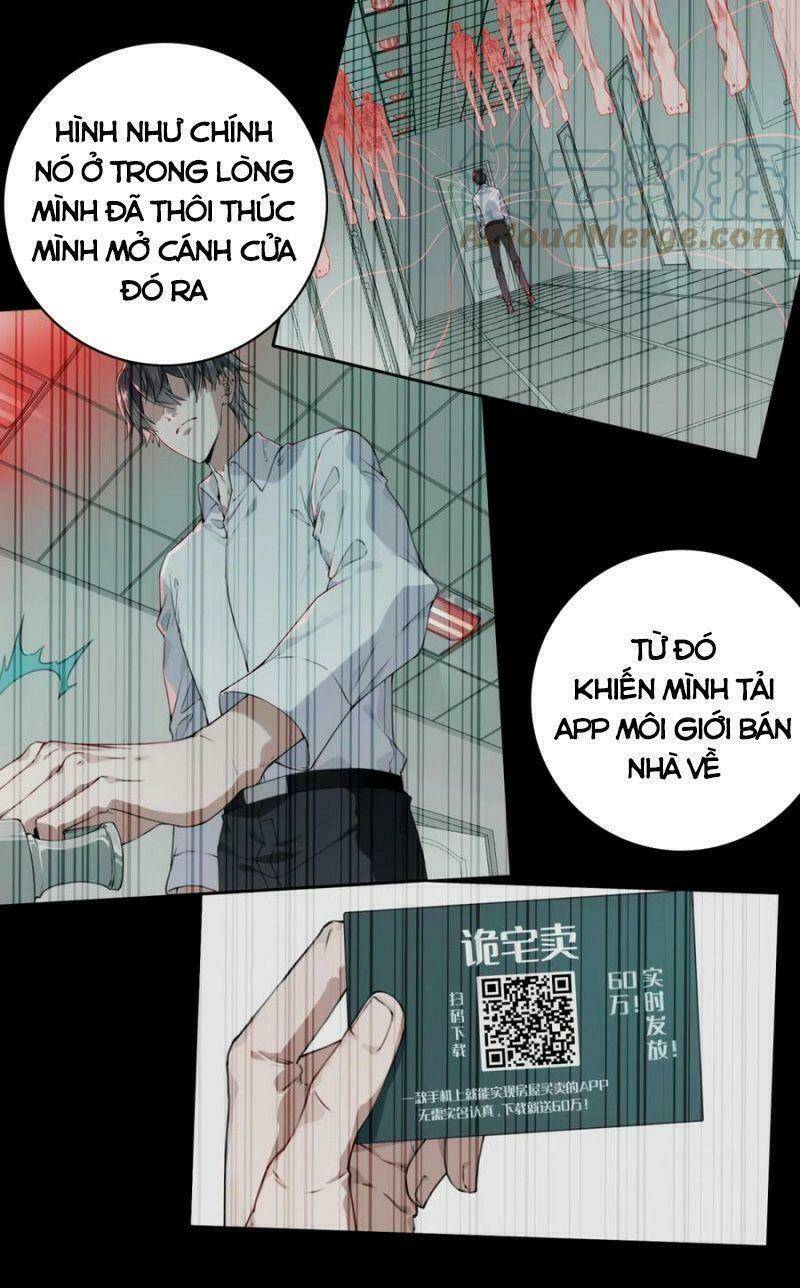 HÌNH NHƯ CHÍNH
NÓ Ở TRONG LÒNG
MÌNH ĐÃ THÔI THÚC
MÌNH MỞ CÁNH CỬA
ĐÓ RA
AcloudMerge.com
TỪ ĐÓ
KHIẾN MÌNH TẢI
APP MÔI GIỚI BÁN
NHÀ VỀ
诡宅卖
扫码下载
60万!
实时发放!
一款手机上就能实现房屋买卖的APP
无需实名认真,下载就送60万!